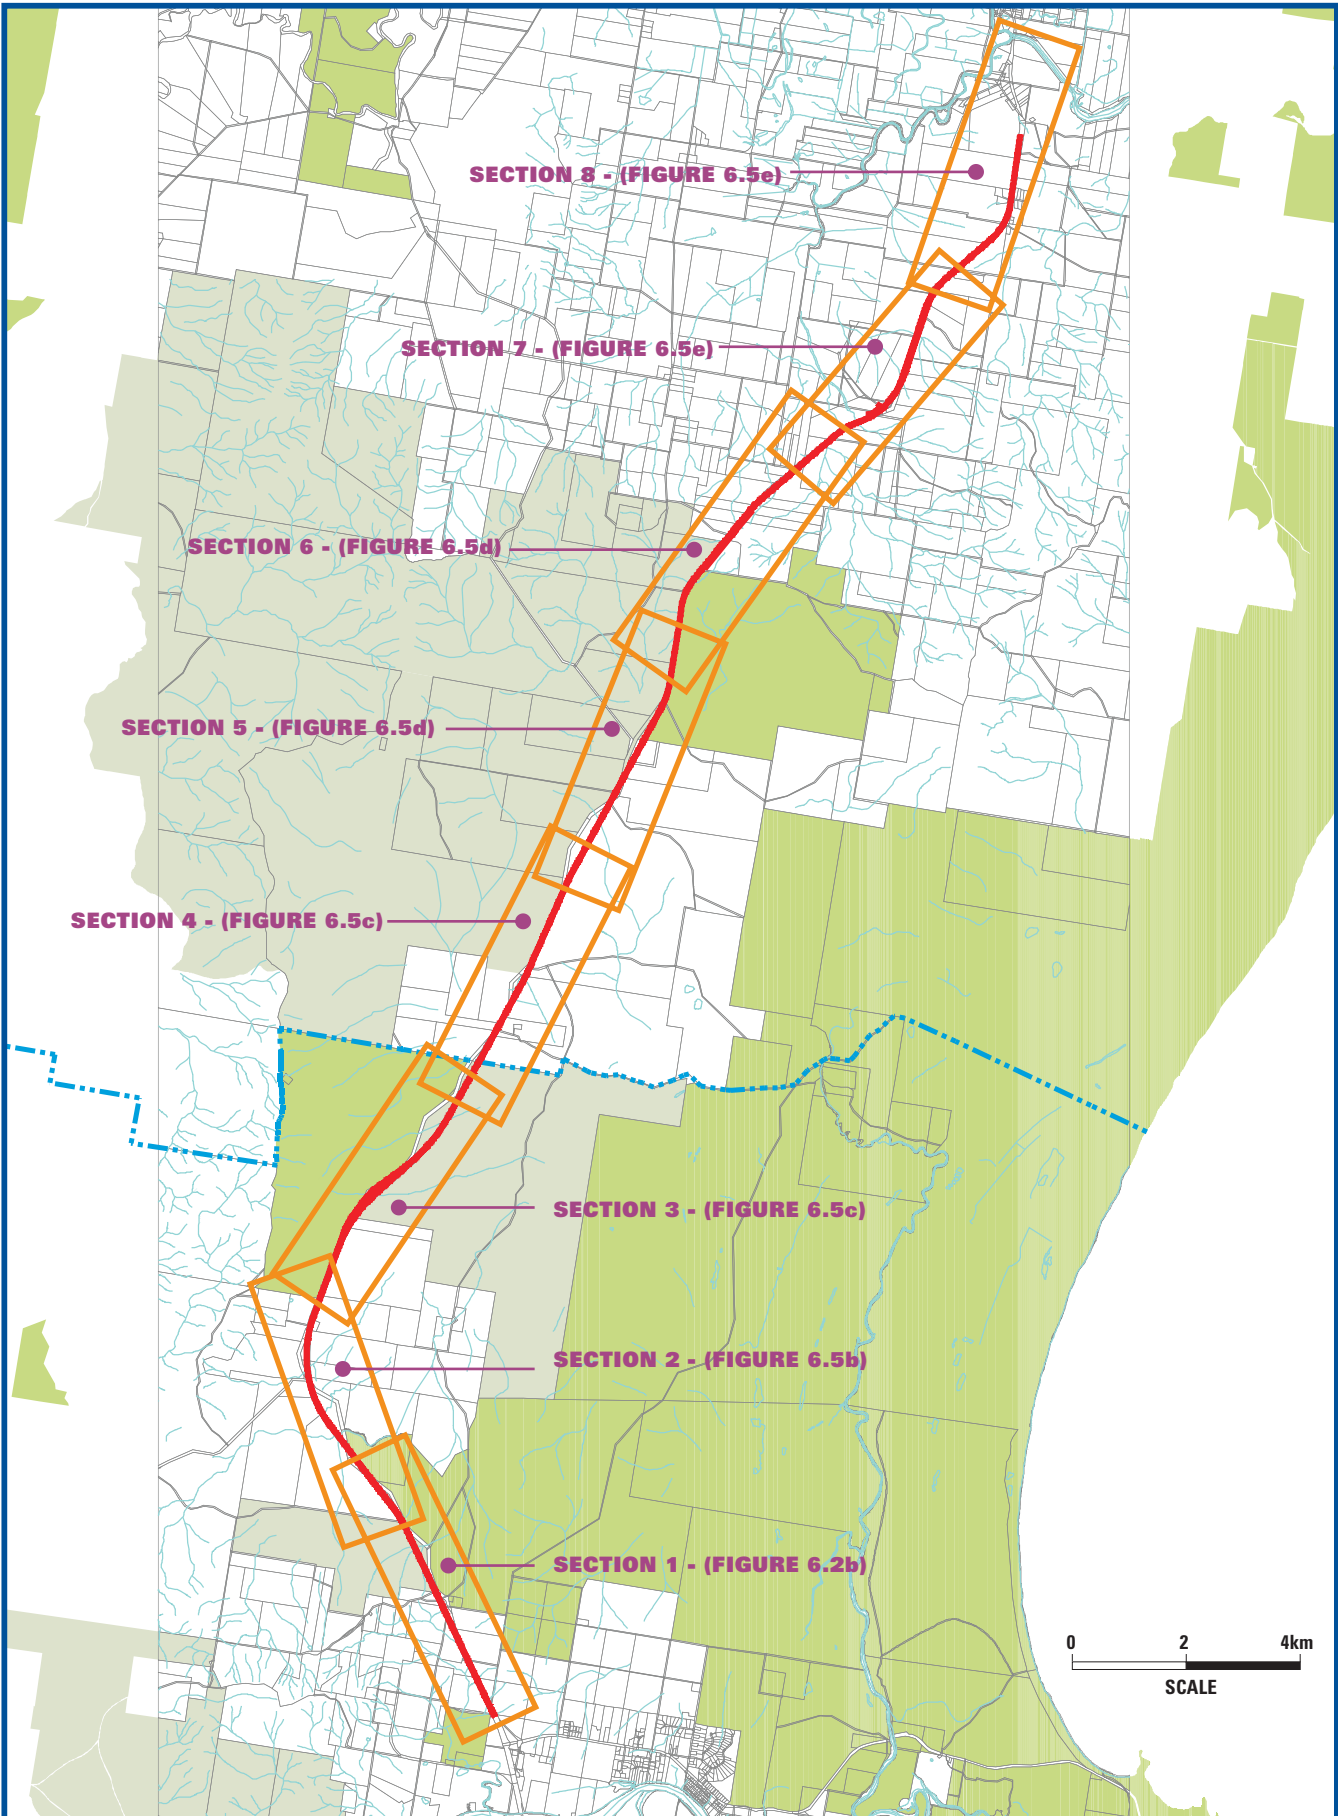 SECTION 8 - (FIGURE 6.5e)
SECTION 7 - (FIGURE 6.5e)
SECTION 6 - (FIGURE 6.5d)
SECTION 5 - (FIGURE 6.5d)
SECTION 4 - (FIGURE 6.5c)
SECTION 3 - (FIGURE 6.5c)
SECTION 2 - (FIGURE 6.5b)
SECTION 1 - (FIGURE 6.2b)
0 2 4km
SCALE